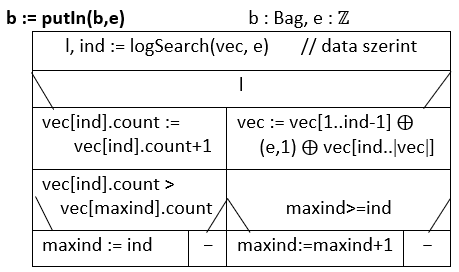 b := putIn(b,e) b : Bag, e : ℤ
l, ind := logSearch(vec, e) // data szerint
l
vec[ind].count :=
vec[ind].count+1
vec := vec[1..ind-1] ⊕
(e,1) ⊕ vec[ind..|vec|]
vec[ind].count >
vec[maxind].count
maxind>=ind
maxind := ind
–
maxind:=maxind+1
–